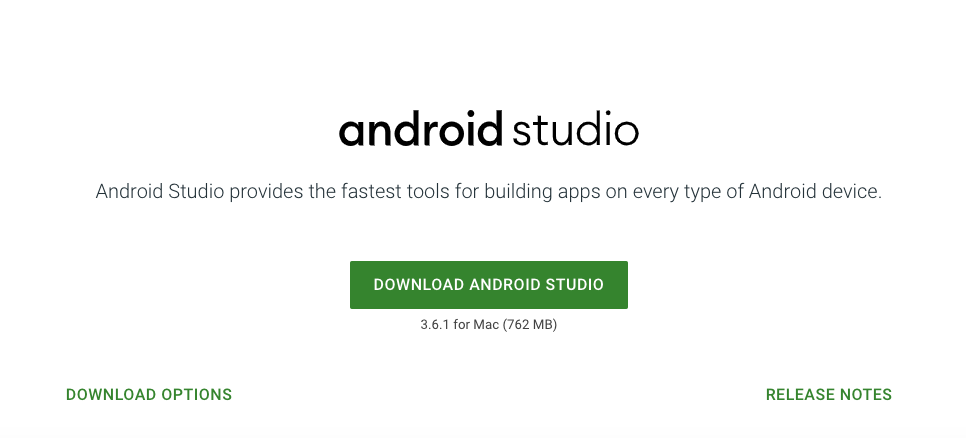 android studio
Android Studio provides the fastest tools for building apps on every type of Android device.
DOWNLOAD ANDROID STUDIO
3.6.1 for Mac (762 MB)
DOWNLOAD OPTIONS
RELEASE NOTES